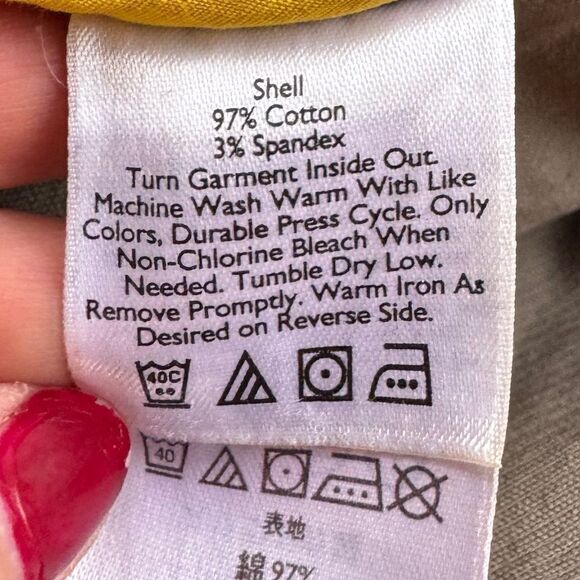 Shell
97% Cotton
3% Spandex
Turn Garment Inside Out.
Machine Wash Warm With Like
Colors, Durable Press Cycle. Only
Non-Chlorine Bleach When
Needed. Tumble Dry Low.
Remove Promptly. Warm Iron As
Desired on Reverse Side.
40C
40
表地
綿 97%